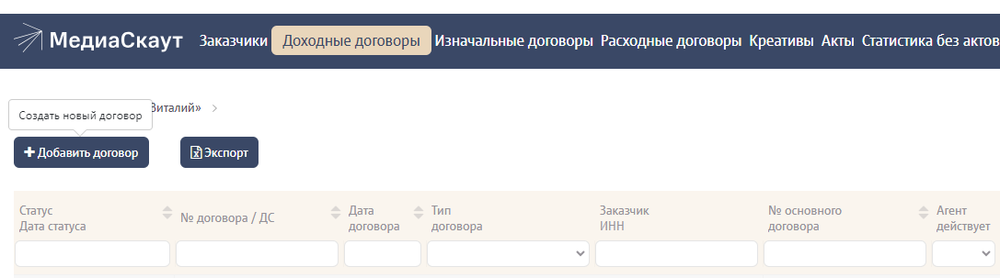 МедиаСкаут Заказчики Доходные договоры Изначальные договоры Расходные договоры Креативы Акты Статистика без актов
Виталий» >
Создать новый договор
+ Добавить договор Экспорт
Статус Дата Тип Заказчик № основного Агент
Дата статуса № договора / ДС договора договора ИНН договора действует